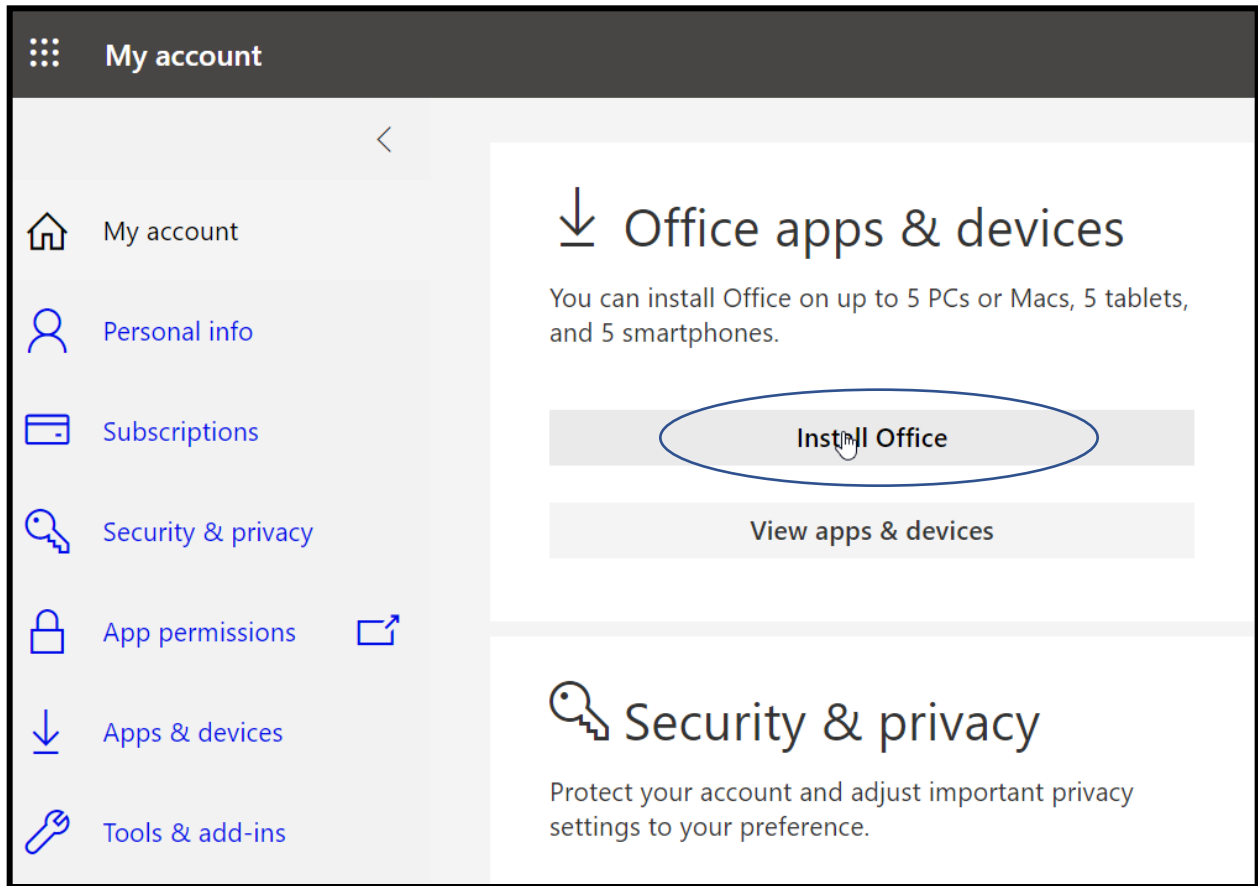 My account
My account
Personal info
Subscriptions
Security & privacy
App permissions
Apps & devices
Tools & add-ins
Office apps & devices
You can install Office on up to 5 PCs or Macs, 5 tablets,
and 5 smartphones.
Install Office
View apps & devices
Security & privacy
Protect your account and adjust important privacy
settings to your preference.